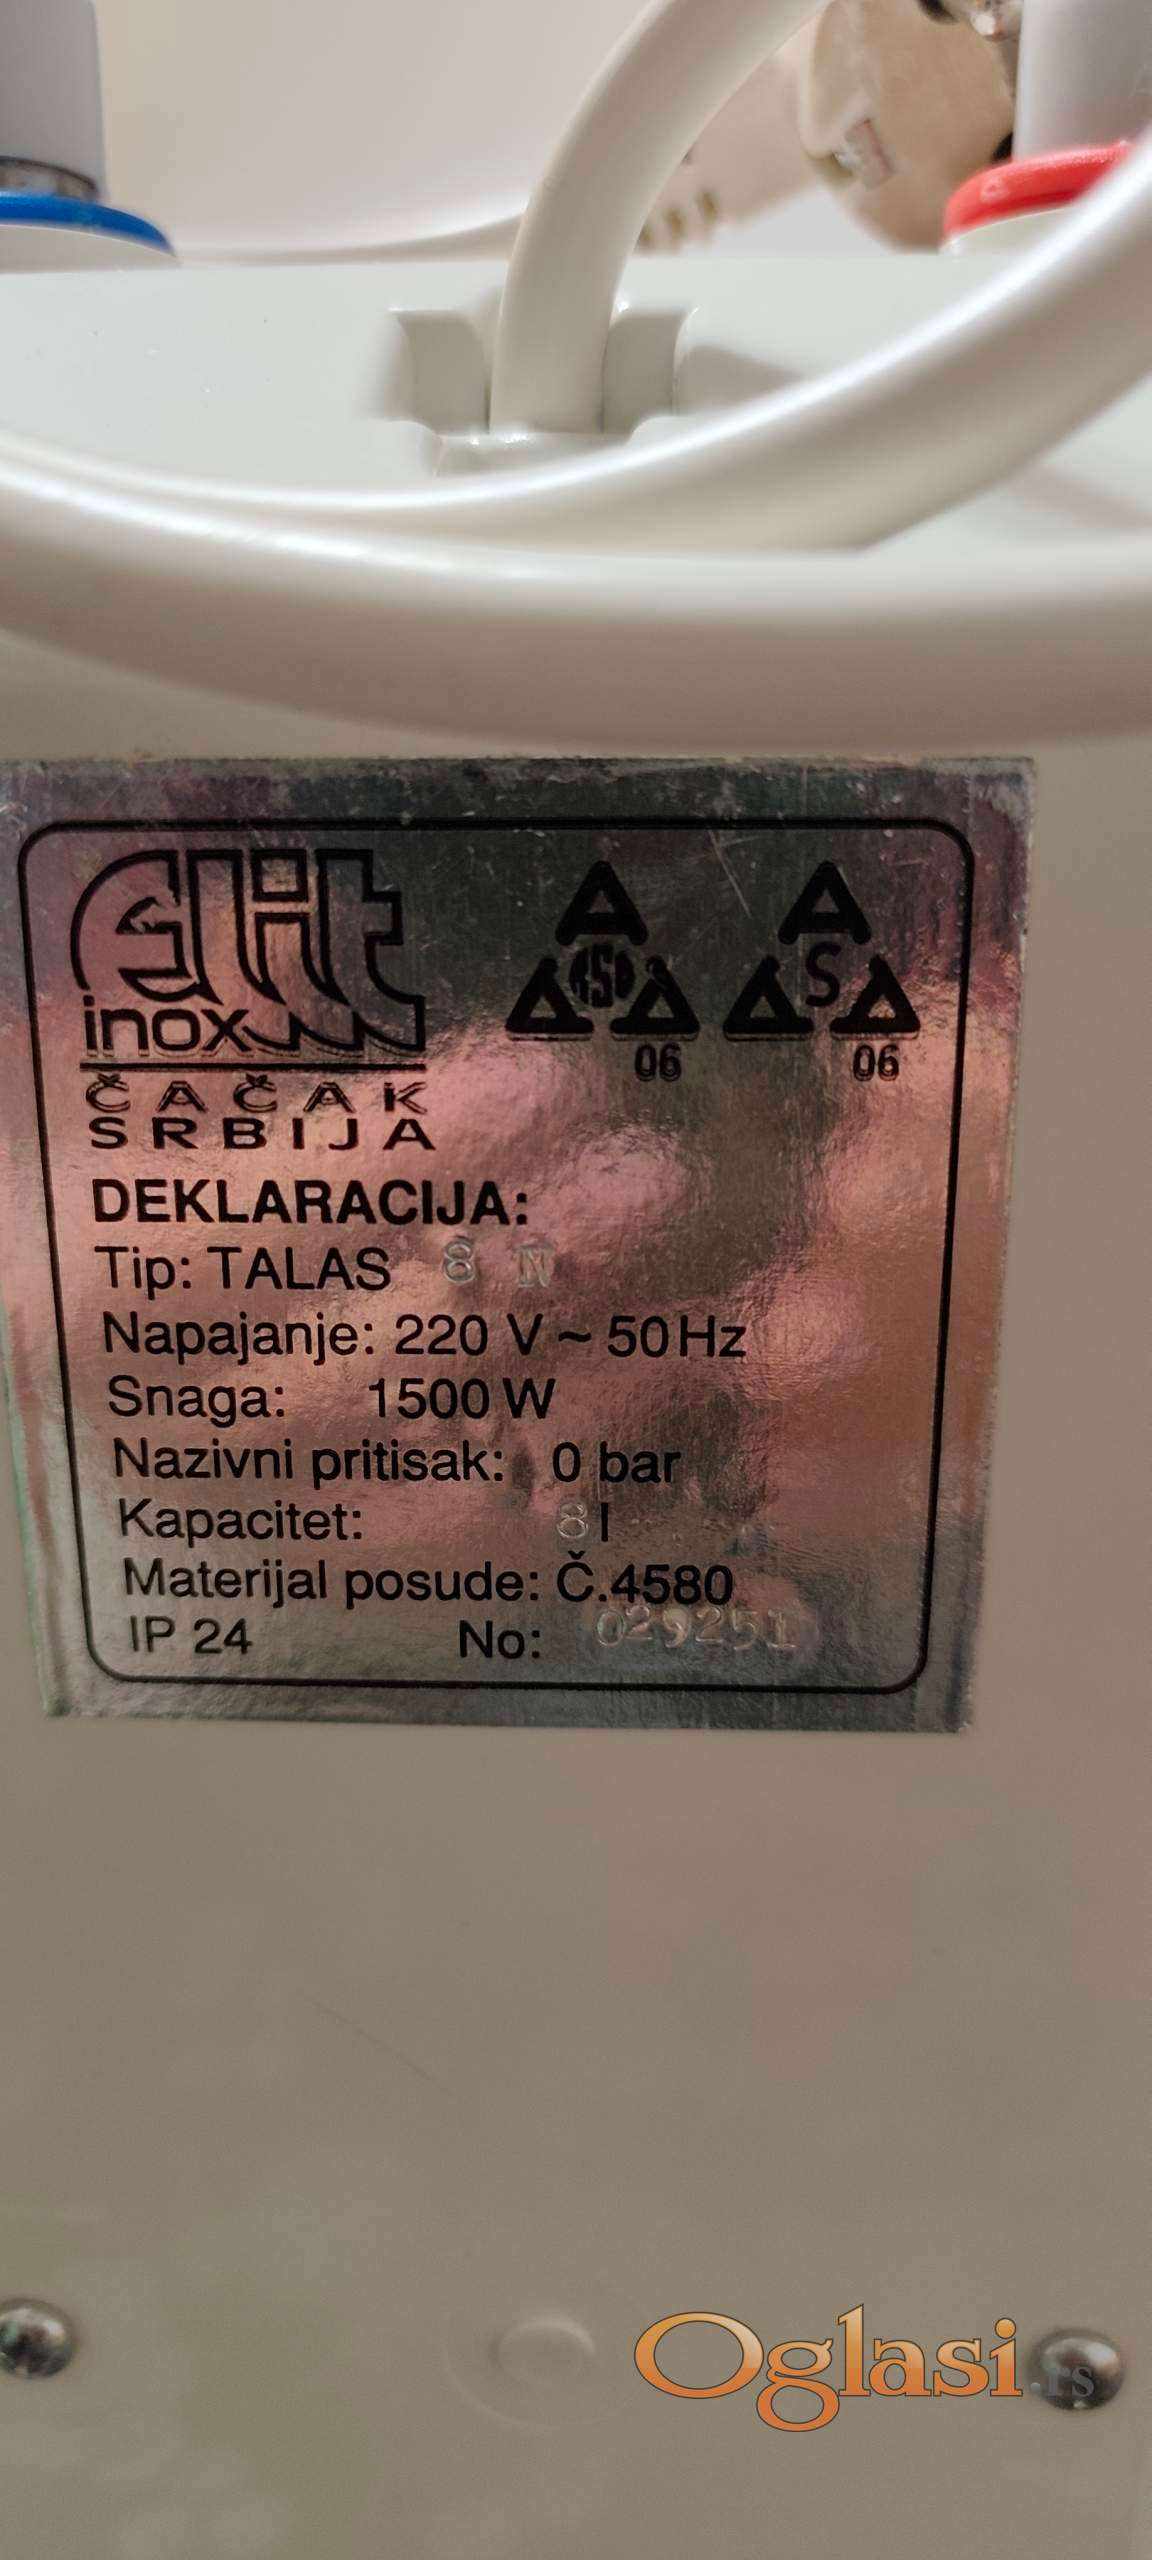 Elit
inox
ČAČAK
SRBIJA
A A
RSD S
A A A A
06 06
DEKLARACIJA:
Tip: TALAS 8 N
Napajanje: 220 V ~ 50 Hz
Snaga: 1500 W
Nazivni pritisak: 0 bar
Kapacitet: 8 l
Materijal posude: Č.4580
IP 24 No: 029251
Oglasi.rs